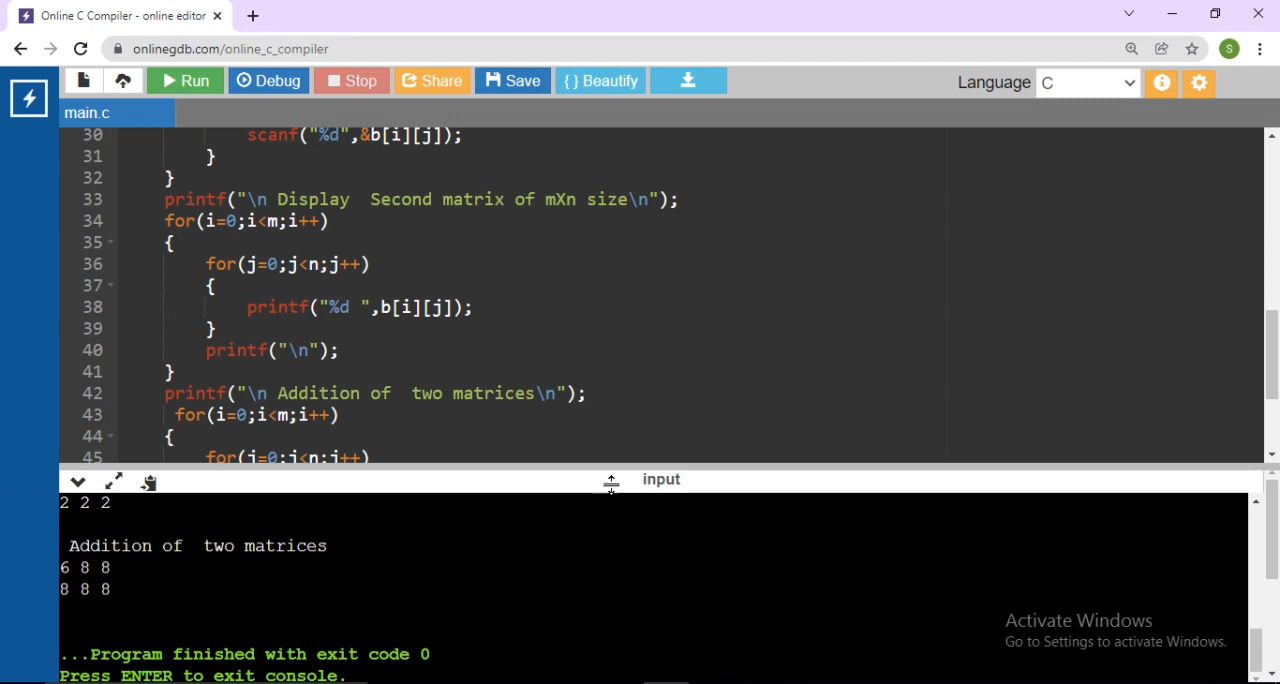 Online C Compiler - online editor
onlinegdb.com/online_c_compiler
S
Run Debug Stop Share Save { } Beautify Language C
main.c
30 scanf("%d",&b[i][j]);
31 }
32 }
33 printf("\n Display  Second matrix of mXn size\n");
34 for(i=0;i<m;i++)
35 {
36 for(j=0;j<n;j++)
37 {
38 printf("%d ",b[i][j]);
39 }
40 printf("\n");
41 }
42 printf("\n Addition of  two matrices\n");
43 for(i=0;i<m;i++)
44 {
45 for(j=0;j<n;j++)
input
2 2 2
Addition of  two matrices
6 8 8
8 8 8
...Program finished with exit code 0
Press ENTER to exit console.
Activate Windows
Go to Settings to activate Windows.